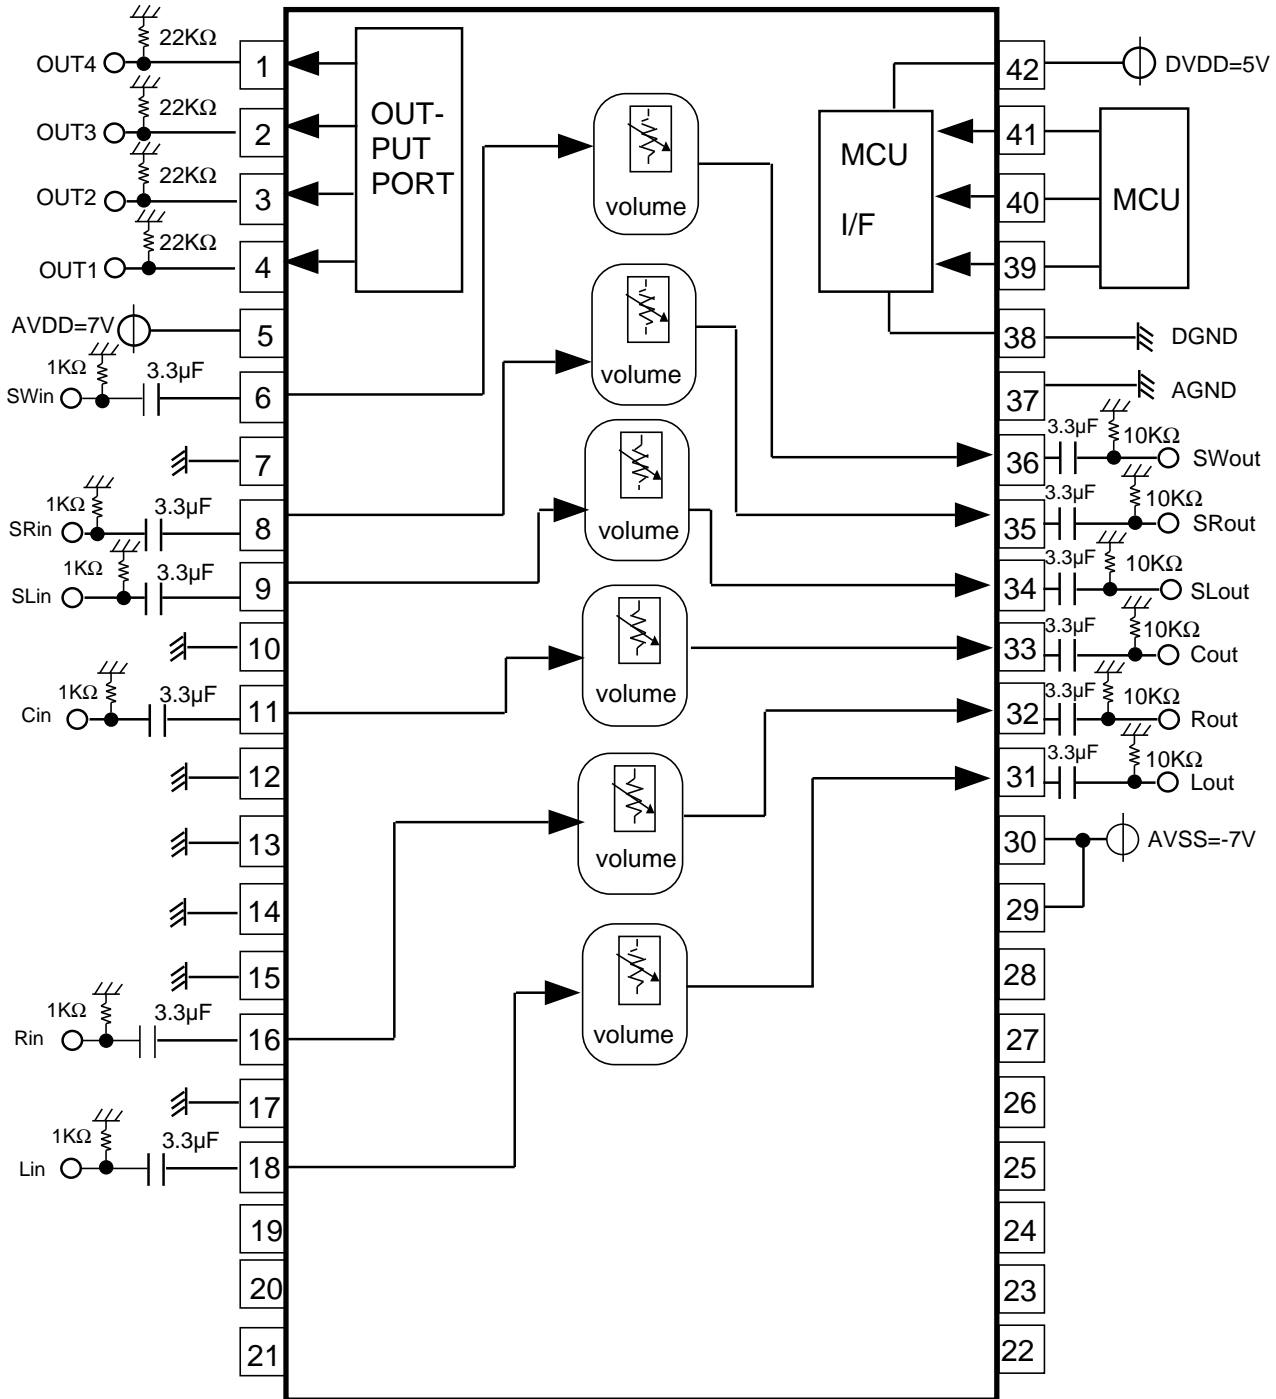 22KΩ
OUT4
1
22KΩ
OUT3
2
22KΩ
OUT2
3
22KΩ
OUT1
4
OUT-
PUT
PORT
AVDD=7V
5
1KΩ
3.3µF
SWin
6
7
1KΩ
3.3µF
SRin
8
1KΩ
3.3µF
SLin
9
10
1KΩ
3.3µF
Cin
11
12
13
14
15
1KΩ
3.3µF
Rin
16
17
1KΩ
3.3µF
Lin
18
19
20
21
volume
volume
volume
volume
volume
volume
MCU
I/F
MCU
42
DVDD=5V
41
40
39
38
DGND
37
AGND
36
3.3µF
10KΩ
SWout
35
3.3µF
10KΩ
SRout
34
3.3µF
10KΩ
SLout
33
3.3µF
10KΩ
Cout
32
3.3µF
10KΩ
Rout
31
3.3µF
10KΩ
Lout
30
AVSS=-7V
29
28
27
26
25
24
23
22